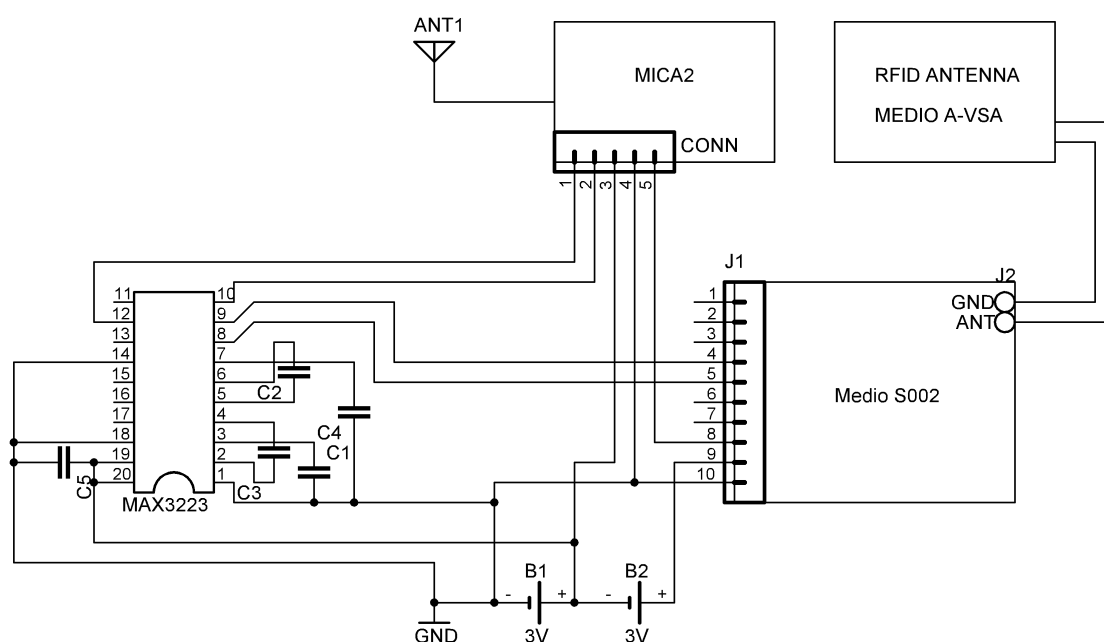 ANT1
MICA2
RFID ANTENNA
MEDIO A-VSA
CONN
1 2 3 4 5
J1
J2
GND
ANT
Medio S002
1
2
3
4
5
6
7
8
9
10
11 10
12 9
13 8
14 7
15 6
16 5
17 4
18 3
19 2
20 1
MAX3223
C2
C4
C1
C3
C5
B1
B2
- +
- +
GND
3V
3V